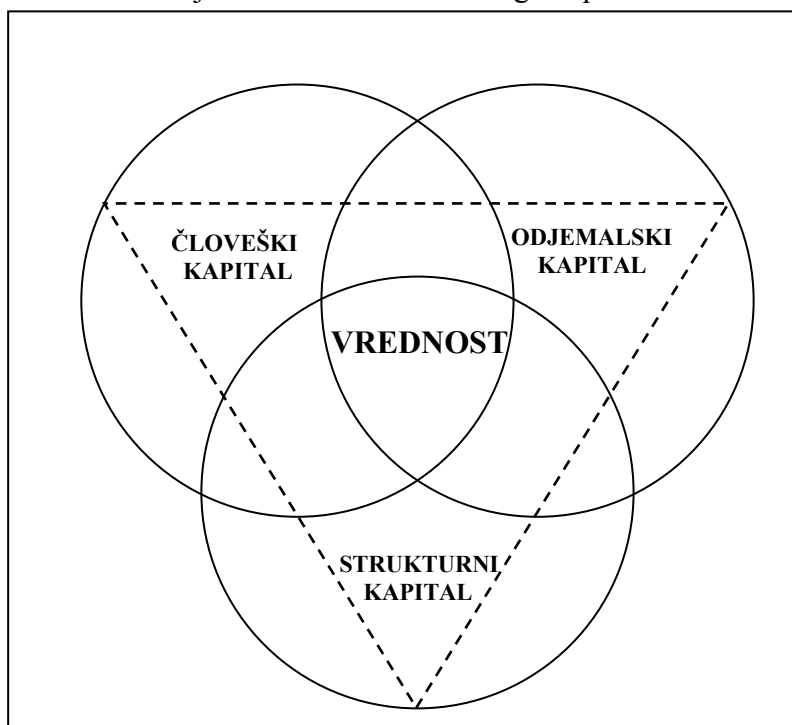 ČLOVEŠKI
KAPITAL
ODJEMALSKI
KAPITAL
VREDNOST
STRUKTURNI
KAPITAL